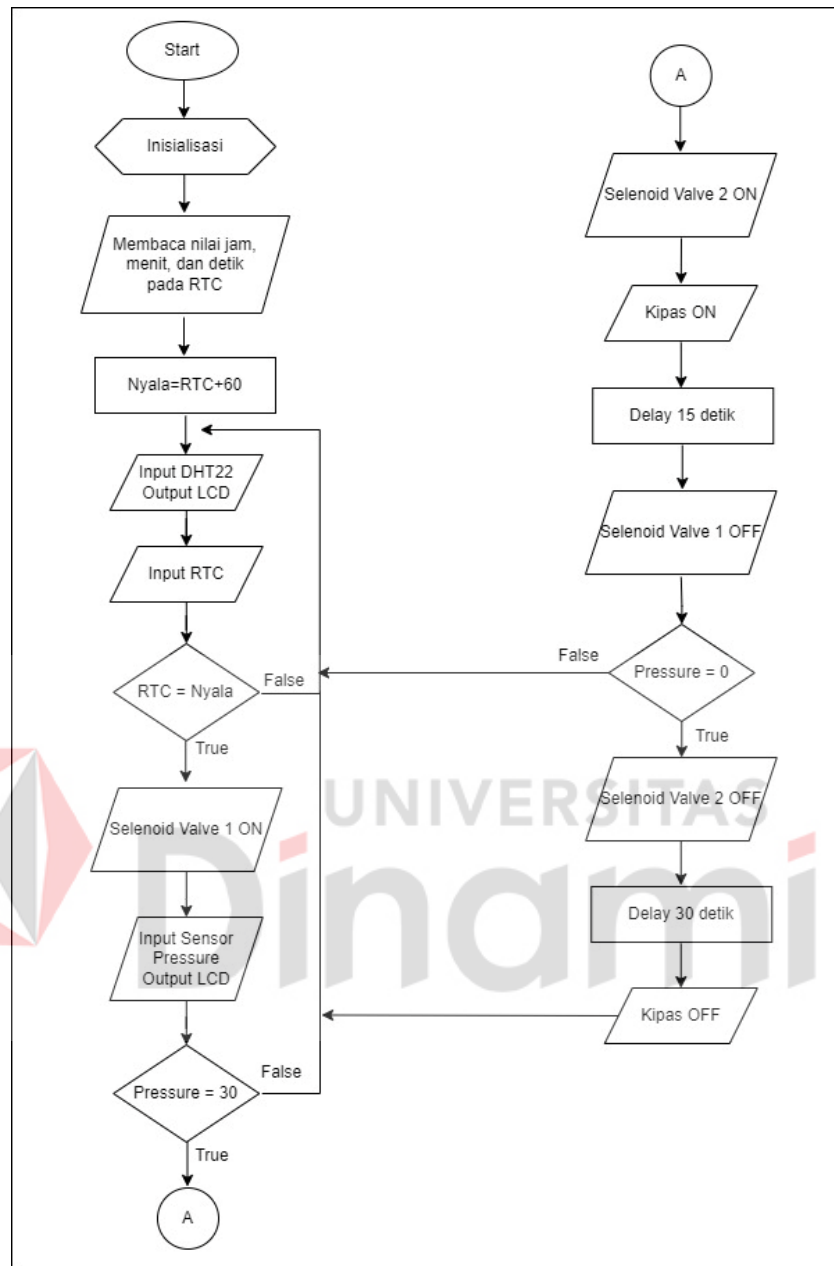 Start
Inisialisasi
Membaca nilai jam,
menit, dan detik
pada RTC
Nyala=RTC+60
Input DHT22
Output LCD
Input RTC
RTC = Nyala
False
True
Selenoid Valve 1 ON
Input Sensor
Pressure
Output LCD
Pressure = 30
False
True
A
A
Selenoid Valve 2 ON
Kipas ON
Delay 15 detik
Selenoid Valve 1 OFF
Pressure = 0
False
True
Selenoid Valve 2 OFF
Delay 30 detik
Kipas OFF
UNIVERSITAS
Dinami